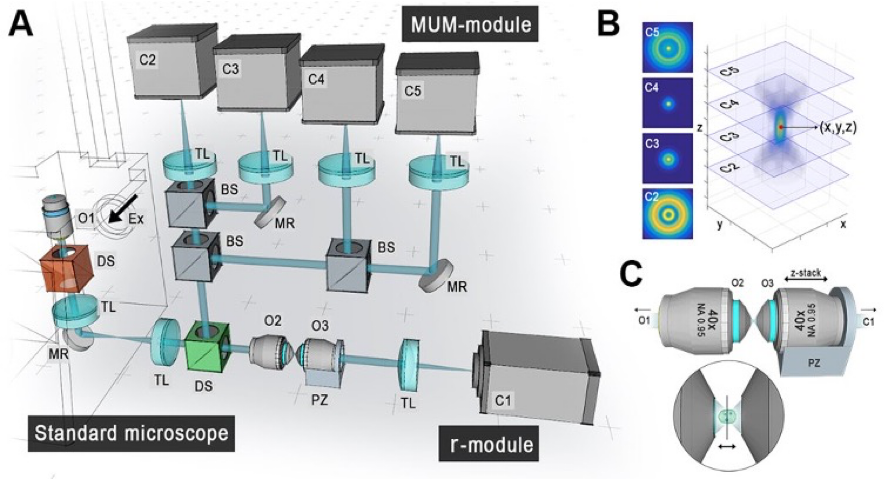 A
MUM-module
C2
C3
C4
C5
TL
TL
TL
TL
BS
MR
O1
Ex
BS
BS
DS
MR
TL
MR
O2
O3
TL
DS
PZ
TL
C1
Standard microscope
r-module
B
C5
C4
C3
C2
C5
C4
C3
C2
z
(x,y,z)
y
x
C
O2
O3
z-stack
O1
40x
NA 0.95
40x
NA 0.95
C1
PZ